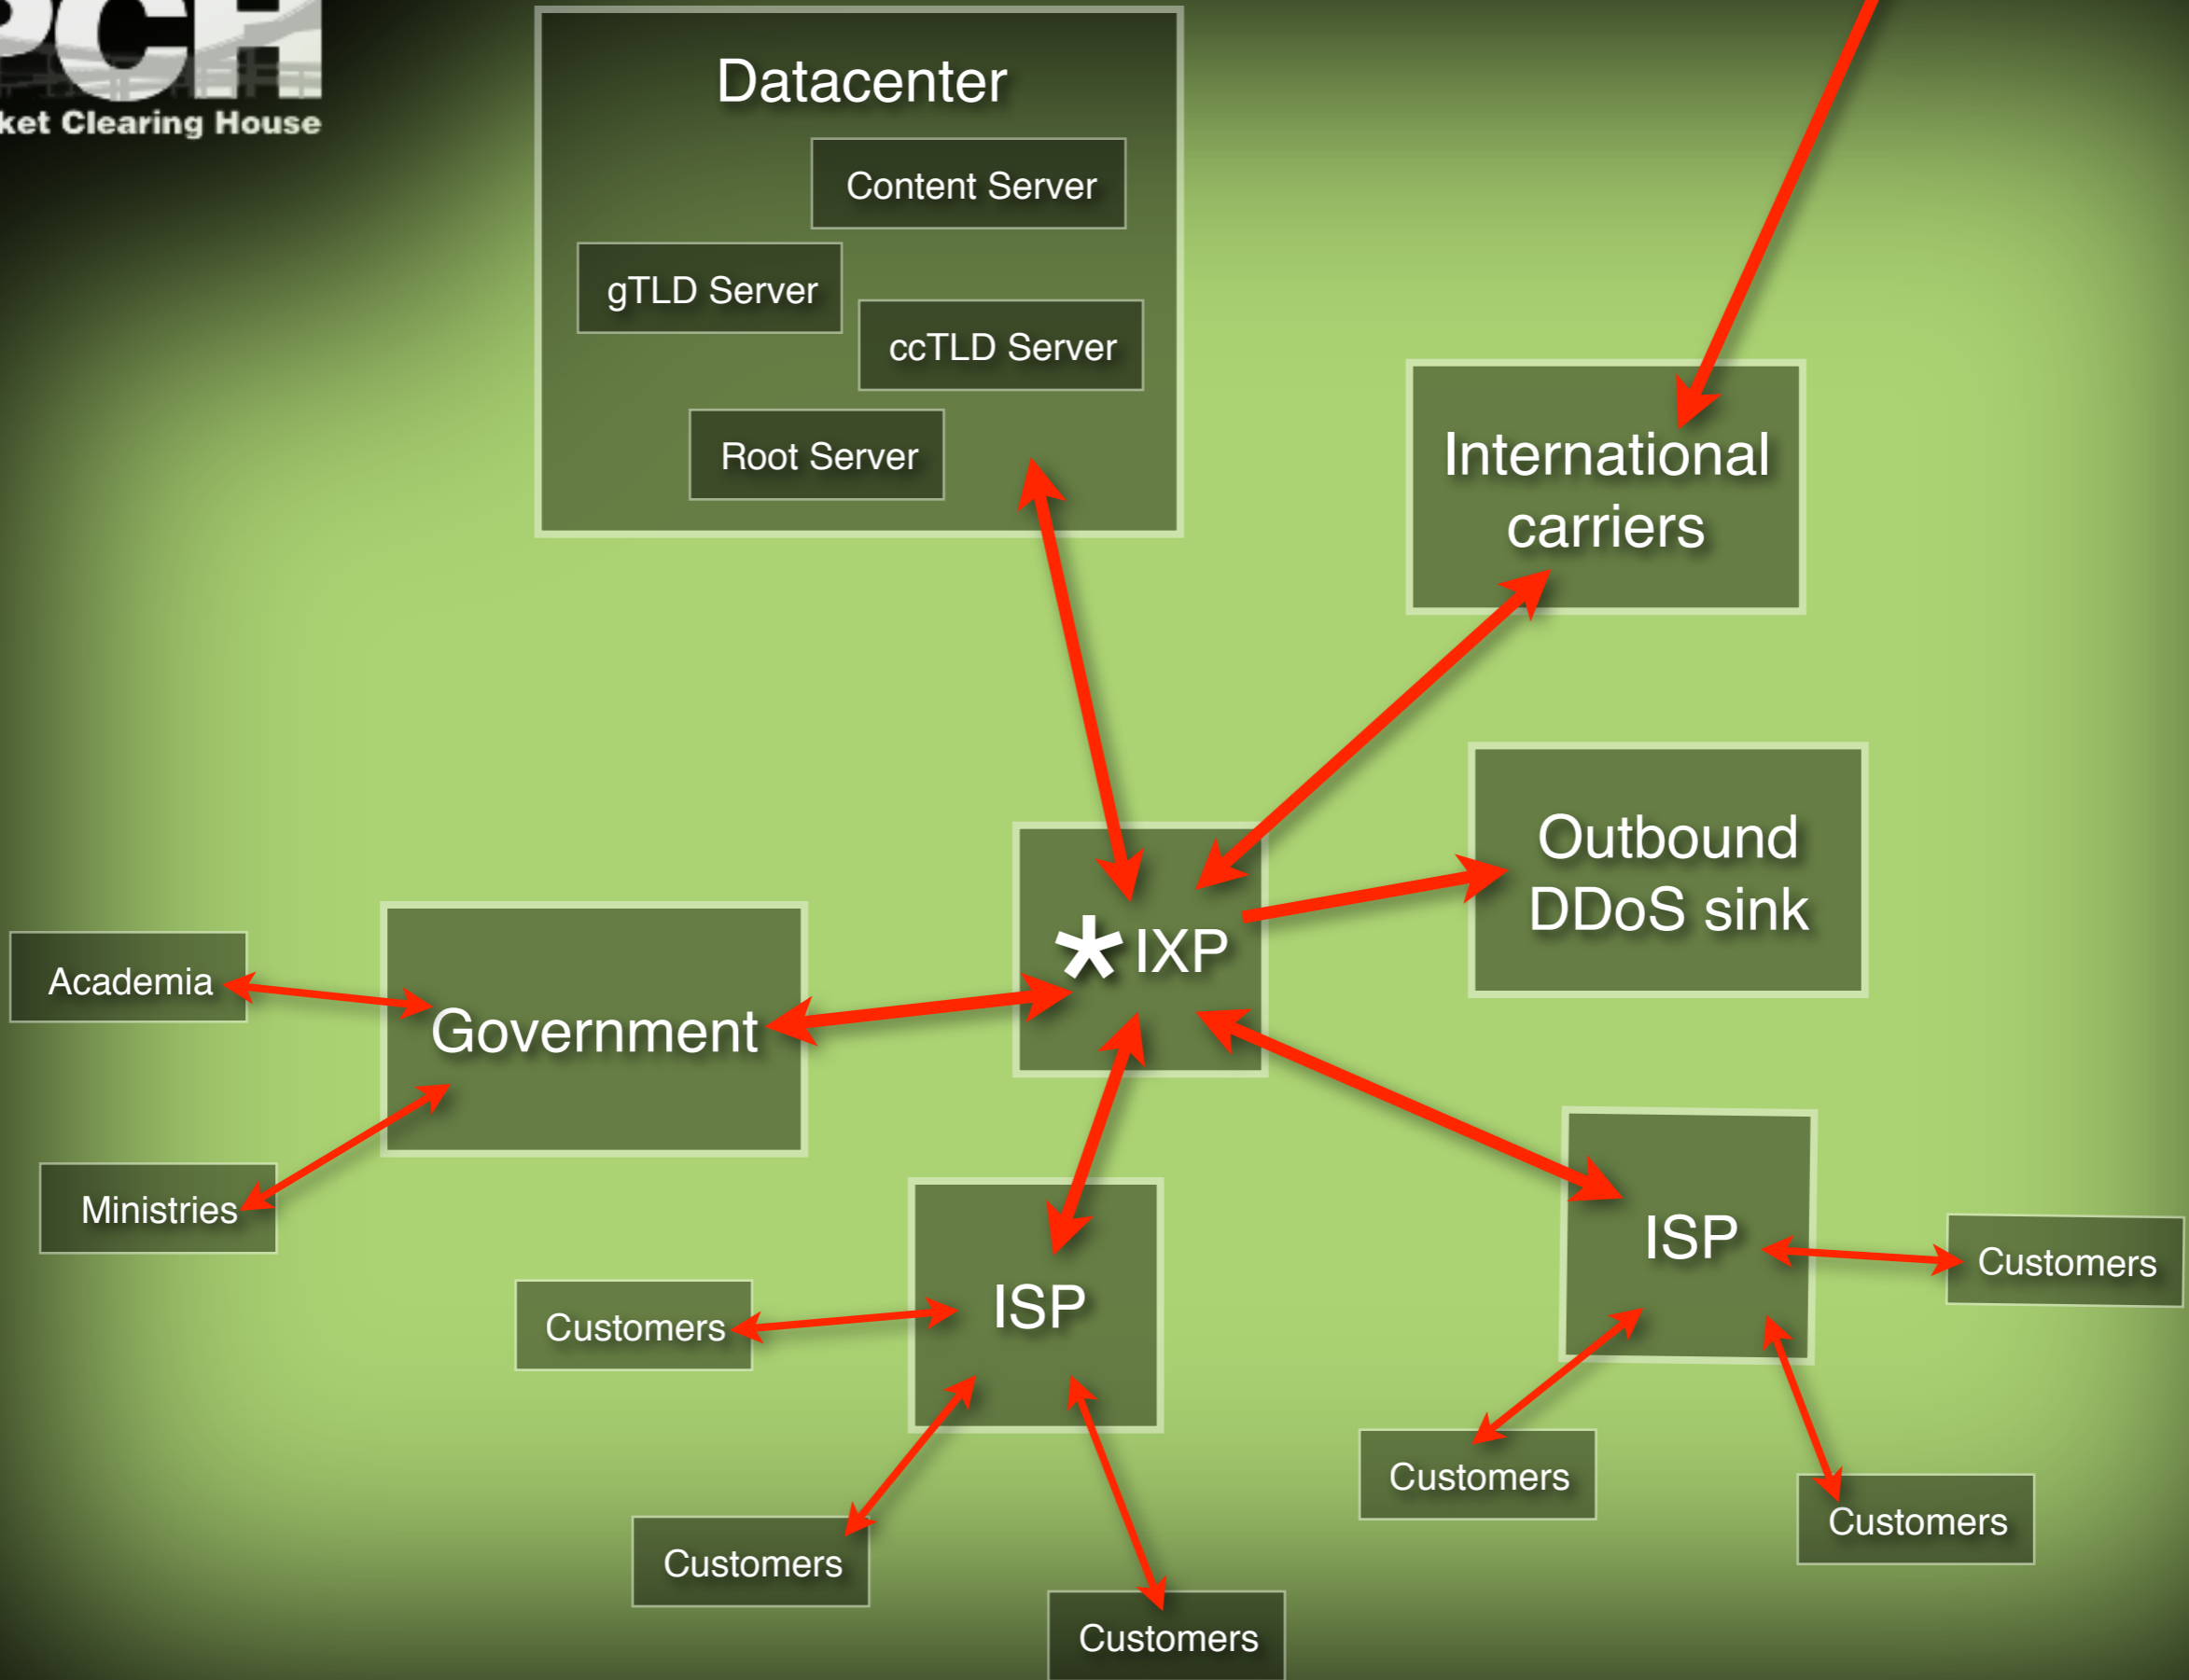 PCH
ket Clearing House
Datacenter
Content Server
gTLD Server
ccTLD Server
Root Server
International
carriers
Outbound
DDoS sink
* IXP
Academia
Government
Ministries
ISP
ISP
Customers
Customers
Customers
Customers
Customers
Customers